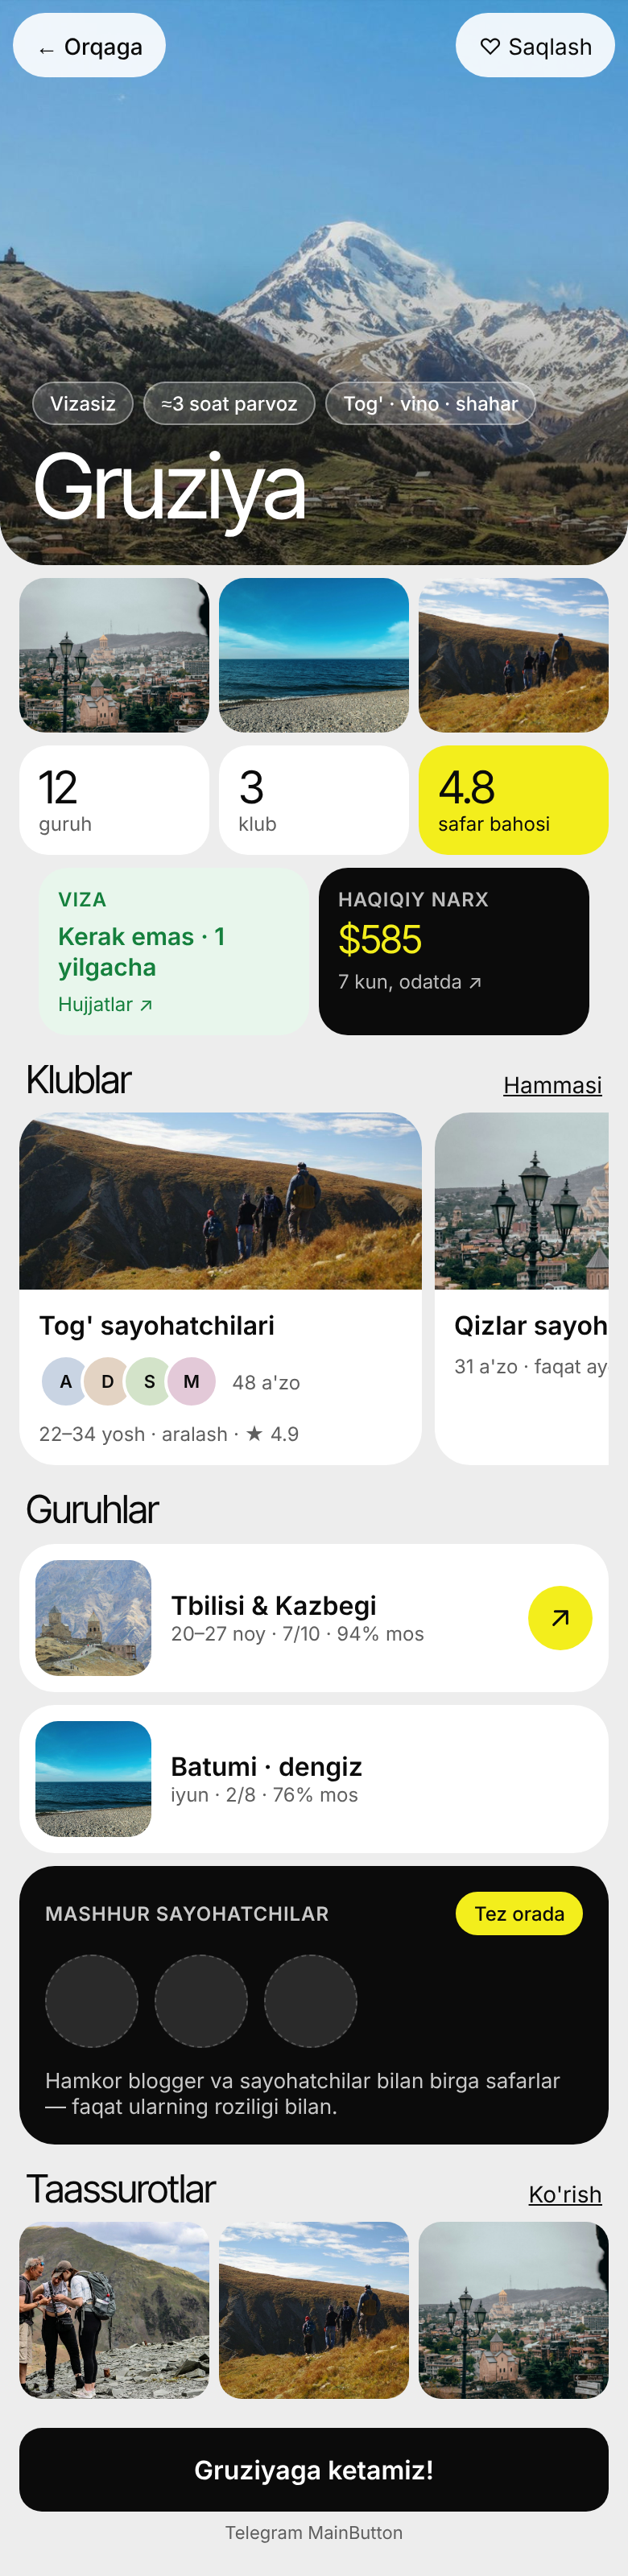 ← Orqaga
♡ Saqlash
Vizasiz
≈3 soat parvoz
Tog' · vino · shahar
Gruziya
12
guruh
3
klub
4.8
safar bahosi
VIZA
Kerak emas · 1
yilgacha
Hujjatlar ↗
HAQIQIY NARX
$585
7 kun, odatda ↗
Klublar
Hammasi
Tog' sayohatchilari
A D S M 48 a'zo
22–34 yosh · aralash · ★ 4.9
Qizlar sayoh
31 a'zo · faqat ay
Guruhlar
Tbilisi & Kazbegi
20–27 noy · 7/10 · 94% mos
↗
Batumi · dengiz
iyun · 2/8 · 76% mos
MASHHUR SAYOHATCHILAR
Tez orada
Hamkor blogger va sayohatchilar bilan birga safarlar
— faqat ularning roziligi bilan.
Taassurotlar
Ko'rish
Gruziyaga ketamiz!
Telegram MainButton